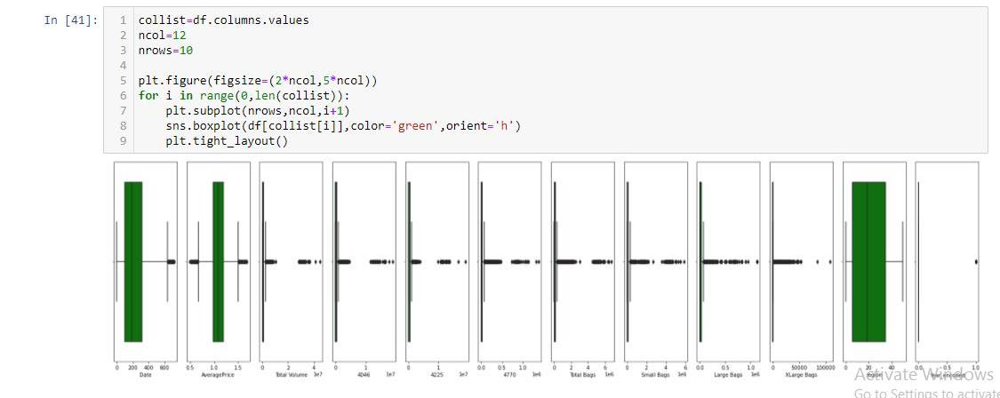 In [41]:
1 collist=df.columns.values
2 ncol=12
3 nrows=10
4
5 plt.figure(figsize=(2*ncol,5*ncol))
6 for i in range(0,len(collist)):
7 plt.subplot(nrows,ncol,i+1)
8 sns.boxplot(df[collist[i]],color='green',orient='h')
9 plt.tight_layout()
0 200 400 600 0.5 1.0 1.5 0 2 4 0 1 0 1 0.0 0.5 1.0 0 2 4 6 0 2 4 6 0.0 0.5 1.0 0 50000 100000 0 20 40 0.0 0.5 1.0
Date AveragePrice Total Volume 1e7 4046 1e7 4225 1e7 4770 1e6 Total Bags 1e6 Small Bags 1e6 Large Bags 1e6 XLarge Bags
Activate Windows
Go to Settings to activate